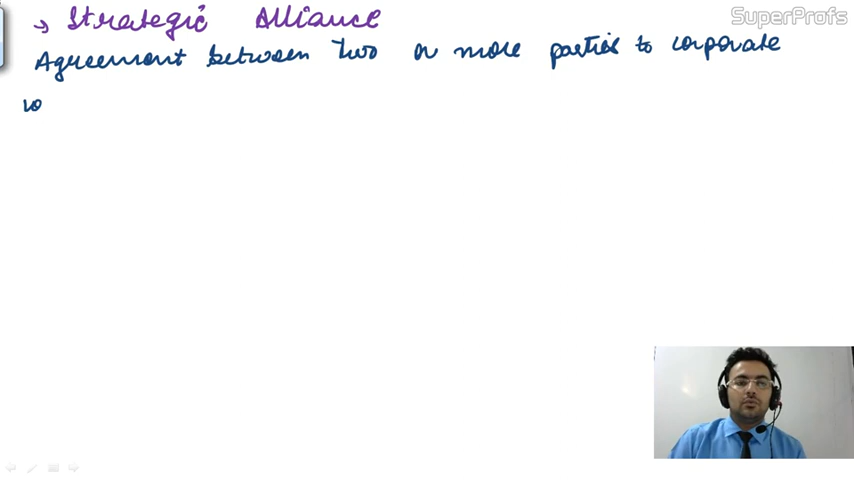 SuperProfs
→ Strategic Alliance
Agreement between two or more parties to corporate